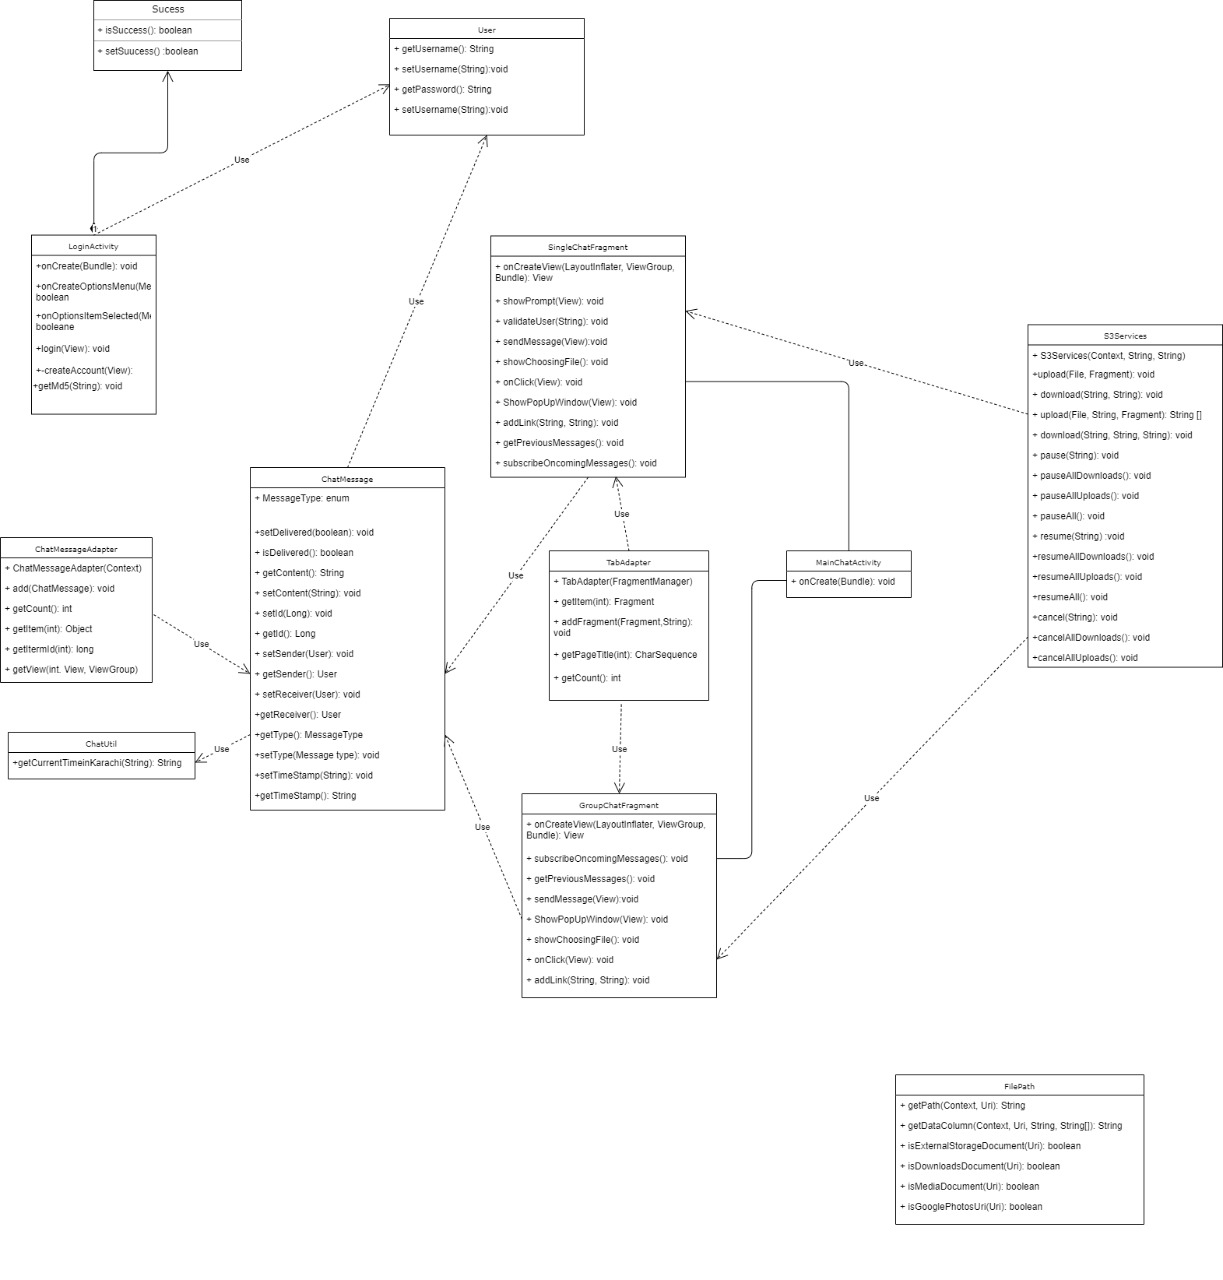 Sucess
+ isSuccess(): boolean
+ setSuucess() :boolean
User
+ getUsername(): String
+ setUsername(String):void
+ getPassword(): String
+ setUsername(String):void
Use
1
LoginActivity
+onCreate(Bundle): void
+onCreateOptionsMenu(Me
boolean
+onOptionsItemSelected(Me
booleane
+login(View): void
+-createAccount(View):
+getMd5(String): void
Use
SingleChatFragment
+ onCreateView(LayoutInflater, ViewGroup,
Bundle): View
+ showPrompt(View): void
+ validateUser(String): void
+ sendMessage(View):void
+ showChoosingFile(): void
+ onClick(View): void
+ ShowPopUpWindow(View): void
+ addLink(String, String): void
+ getPreviousMessages(): void
+ subscribeOncomingMessages(): void
Use
S3Services
+ S3Services(Context, String, String)
+upload(File, Fragment): void
+ download(String, String): void
+ upload(File, String, Fragment): String []
+ download(String, String, String): void
+ pause(String): void
+ pauseAllDownloads(): void
+ pauseAllUploads(): void
+ pauseAll(): void
+ resume(String) :void
+resumeAllDownloads(): void
+resumeAllUploads(): void
+resumeAll(): void
+cancel(String): void
+cancelAllDownloads(): void
+cancelAllUploads(): void
ChatMessage
+ MessageType: enum
+setDelivered(boolean): void
+ isDelivered(): boolean
+ getContent(): String
+ setContent(String): void
+ setId(Long): void
+ getId(): Long
+ setSender(User): void
+ getSender(): User
+ setReceiver(User): void
+getReceiver(): User
+getType(): MessageType
+setType(Message type): void
+setTimeStamp(String): void
+getTimeStamp(): String
Use
Use
ChatMessageAdapter
+ ChatMessageAdapter(Context)
+ add(ChatMessage): void
+ getCount(): int
+ getItem(int): Object
+ getItermId(int): long
+ getView(int. View, ViewGroup)
Use
TabAdapter
+ TabAdapter(FragmentManager)
+ getItem(int): Fragment
+ addFragment(Fragment,String):
void
+ getPageTitle(int): CharSequence
+ getCount(): int
MainChatActivity
+ onCreate(Bundle): void
ChatUtil
+getCurrentTimeinKarachi(String): String
Use
Use
Use
Use
GroupChatFragment
+ onCreateView(LayoutInflater, ViewGroup,
Bundle): View
+ subscribeOncomingMessages(): void
+ getPreviousMessages(): void
+ sendMessage(View):void
+ ShowPopUpWindow(View): void
+ showChoosingFile(): void
+ onClick(View): void
+ addLink(String, String): void
FilePath
+ getPath(Context, Uri): String
+ getDataColumn(Context, Uri, String, String[]): String
+ isExternalStorageDocument(Uri): boolean
+ isDownloadsDocument(Uri): boolean
+ isMediaDocument(Uri): boolean
+ isGooglePhotosUri(Uri): boolean